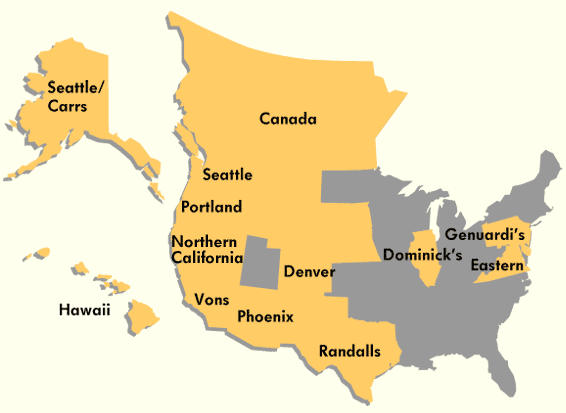 Seattle/
Carrs
Canada
Seattle
Portland
Northern
California
Genuardi's
Dominick's
Eastern
Denver
Vons
Hawaii
Phoenix
Randalls